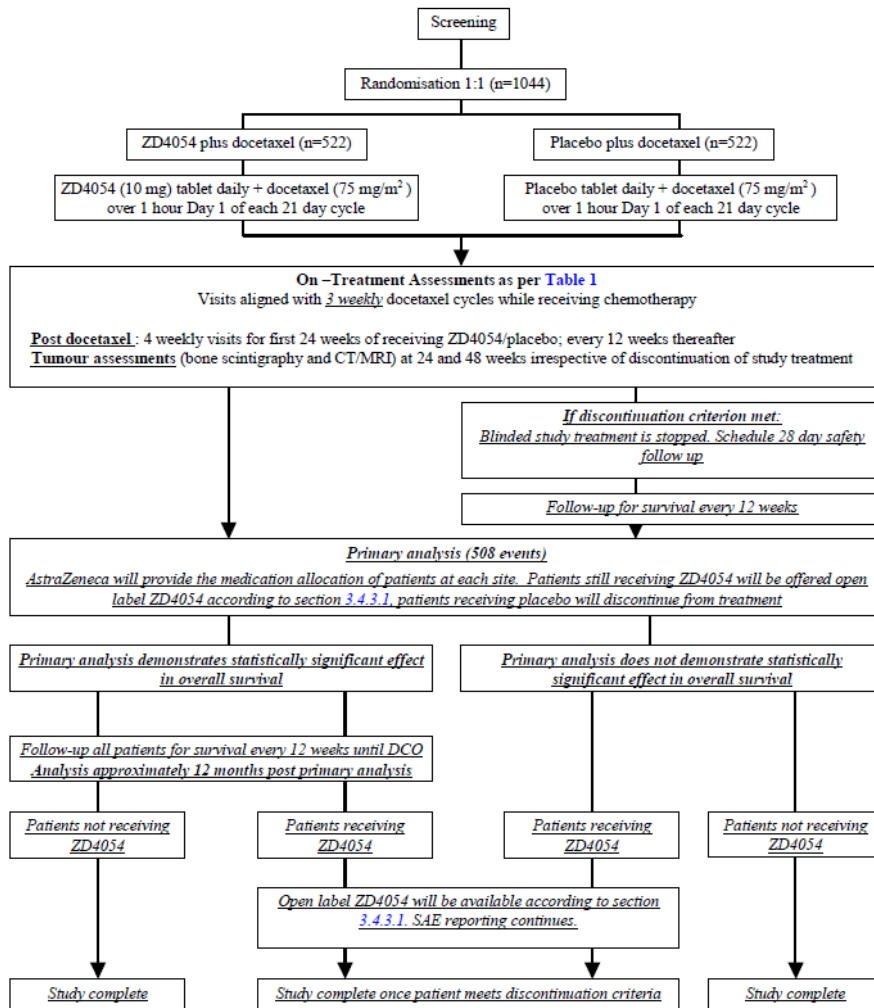 Screening
Randomisation 1:1 (n=1044)
ZD4054 plus docetaxel (n=522)
Placebo plus docetaxel (n=522)
ZD4054 (10 mg) tablet daily + docetaxel (75 mg/m²)
over 1 hour Day 1 of each 21 day cycle
Placebo tablet daily + docetaxel (75 mg/m²)
over 1 hour Day 1 of each 21 day cycle
On –Treatment Assessments as per Table 1
Visits aligned with 3 weekly docetaxel cycles while receiving chemotherapy
Post docetaxel : 4 weekly visits for first 24 weeks of receiving ZD4054/placebo; every 12 weeks thereafter
Tumour assessments (bone scintigraphy and CT/MRI) at 24 and 48 weeks irrespective of discontinuation of study treatment
If discontinuation criterion met:
Blinded study treatment is stopped. Schedule 28 day safety
follow up
Follow-up for survival every 12 weeks
Primary analysis (508 events)
AstraZeneca will provide the medication allocation of patients at each site. Patients still receiving ZD4054 will be offered open
label ZD4054 according to section 3.4.3.1, patients receiving placebo will discontinue from treatment
Primary analysis demonstrates statistically significant effect
in overall survival
Primary analysis does not demonstrate statistically
significant effect in overall survival
Follow-up all patients for survival every 12 weeks until DCO
Analysis approximately 12 months post primary analysis
Patients not receiving
ZD4054
Patients receiving
ZD4054
Patients receiving
ZD4054
Patients not receiving
ZD4054
Open label ZD4054 will be available according to section
3.4.3.1. SAE reporting continues.
Study complete
Study complete once patient meets discontinuation criteria
Study complete